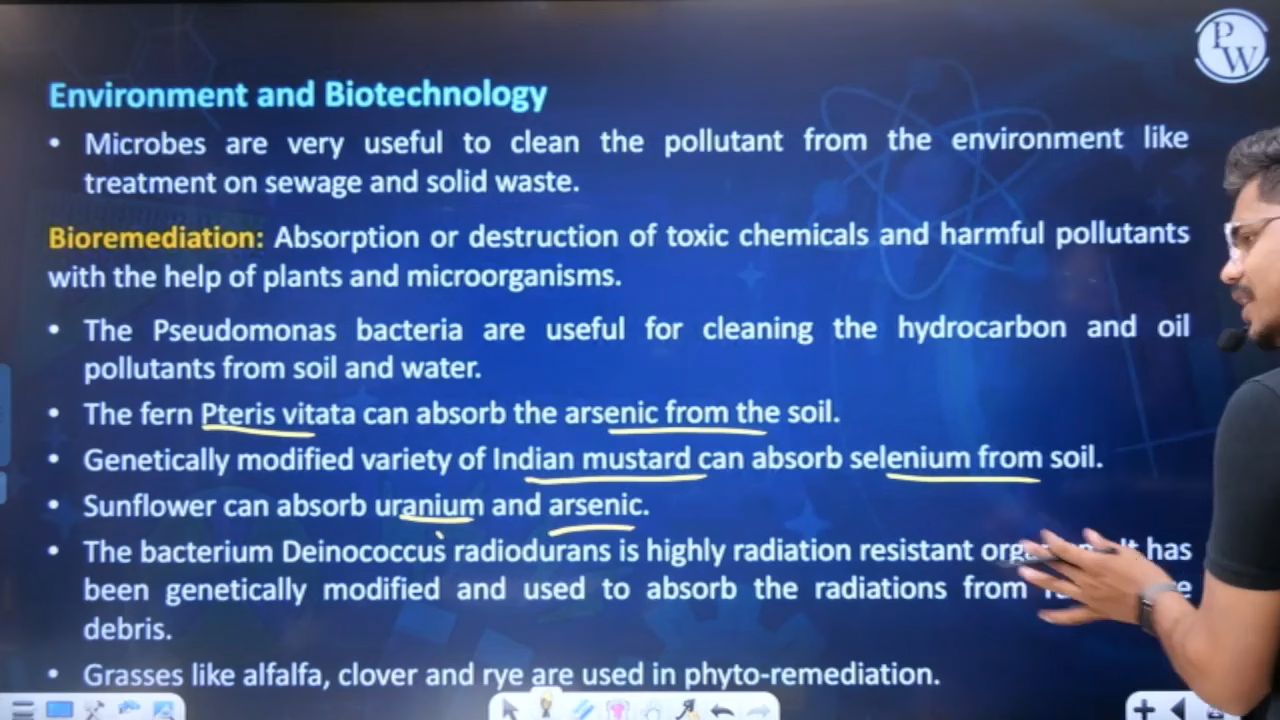 P
W
Environment and Biotechnology
• Microbes are very useful to clean the pollutant from the environment like
treatment on sewage and solid waste.
Bioremediation: Absorption or destruction of toxic chemicals and harmful pollutants
with the help of plants and microorganisms.
• The Pseudomonas bacteria are useful for cleaning the hydrocarbon and oil
pollutants from soil and water.
• The fern Pteris vitata can absorb the arsenic from the soil.
• Genetically modified variety of Indian mustard can absorb selenium from soil.
• Sunflower can absorb uranium and arsenic.
• The bacterium Deinococcus radiodurans is highly radiation resistant It has
been genetically modified and used to absorb the radiations from
debris.
• Grasses like alfalfa, clover and rye are used in phyto-remediation.